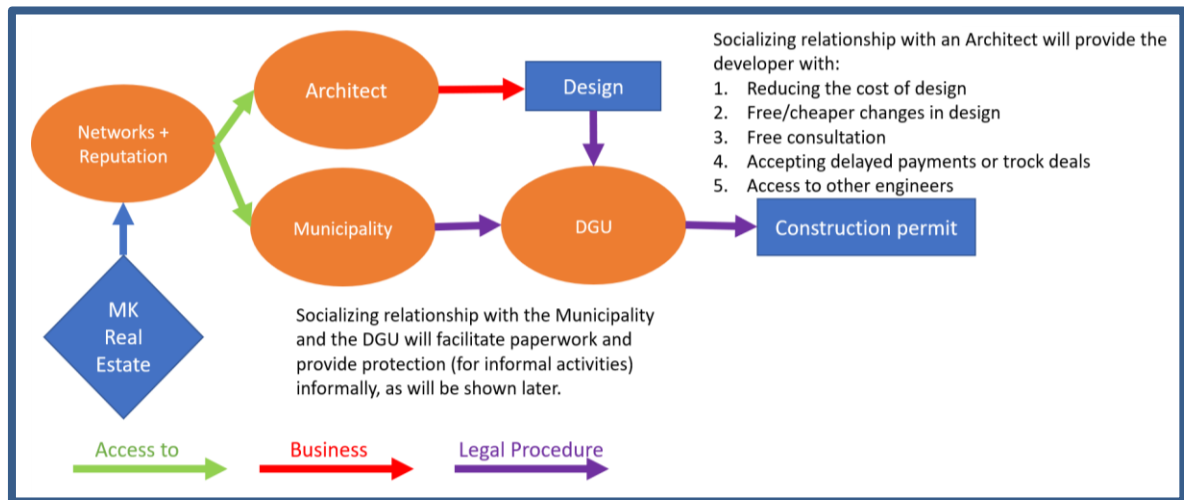 Networks +
Reputation
Architect
Design
Municipality
DGU
Construction permit
MK
Real
Estate
Socializing relationship with an Architect will provide the
developer with:
1. Reducing the cost of design
2. Free/cheaper changes in design
3. Free consultation
4. Accepting delayed payments or trock deals
5. Access to other engineers
Socializing relationship with the Municipality
and the DGU will facilitate paperwork and
provide protection (for informal activities)
informally, as will be shown later.
Access to
Business
Legal Procedure